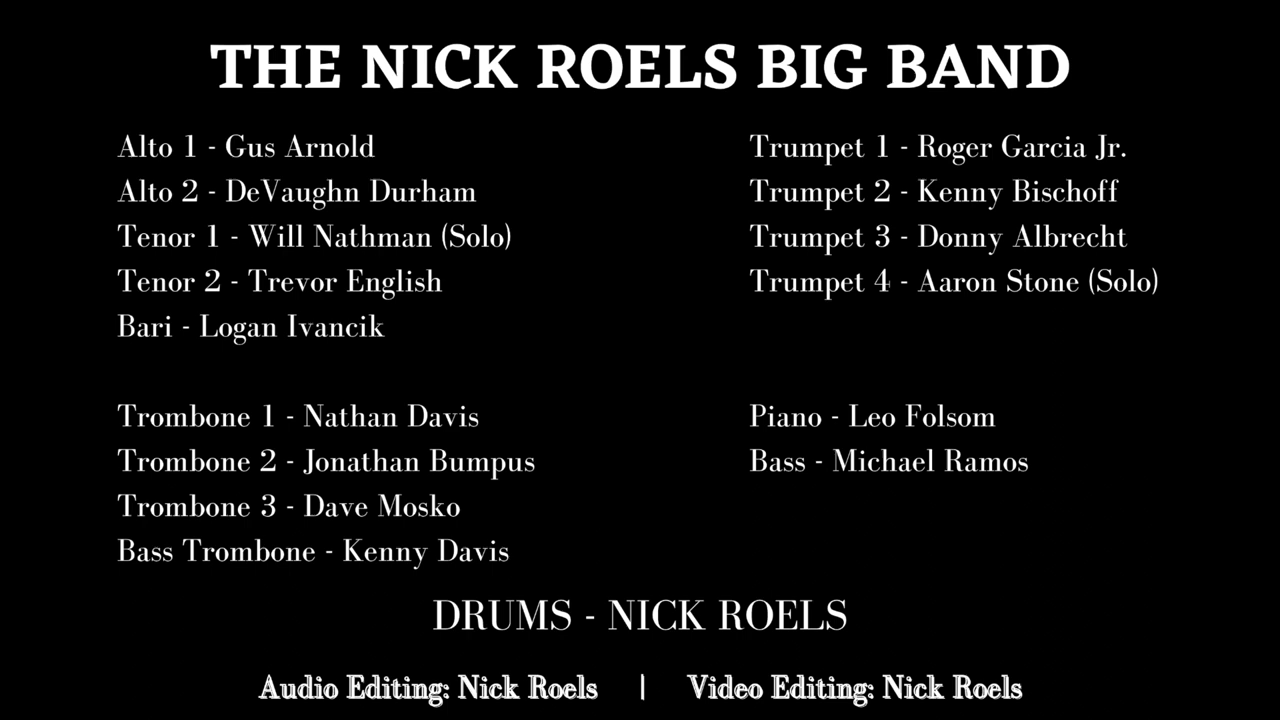 THE NICK ROELS BIG BAND
Alto 1 - Gus Arnold
Alto 2 - DeVaughn Durham
Tenor 1 - Will Nathman (Solo)
Tenor 2 - Trevor English
Bari - Logan Ivancik
Trumpet 1 - Roger Garcia Jr.
Trumpet 2 - Kenny Bischoff
Trumpet 3 - Donny Albrecht
Trumpet 4 - Aaron Stone (Solo)
Trombone 1 - Nathan Davis
Trombone 2 - Jonathan Bumpus
Trombone 3 - Dave Mosko
Bass Trombone - Kenny Davis
Piano - Leo Folsom
Bass - Michael Ramos
DRUMS - NICK ROELS
Audio Editing: Nick Roels | Video Editing: Nick Roels